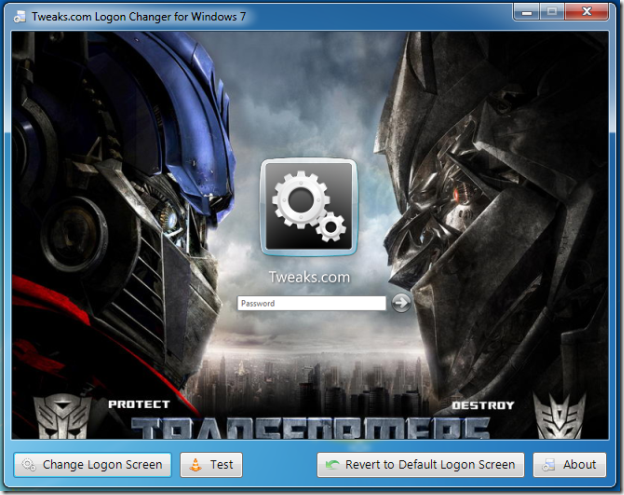 Tweaks.com Logon Changer for Windows 7
Tweaks.com
Password
PROTECT
DESTROY
TRANSFORMERS
Change Logon Screen
Test
Revert to Default Logon Screen
About